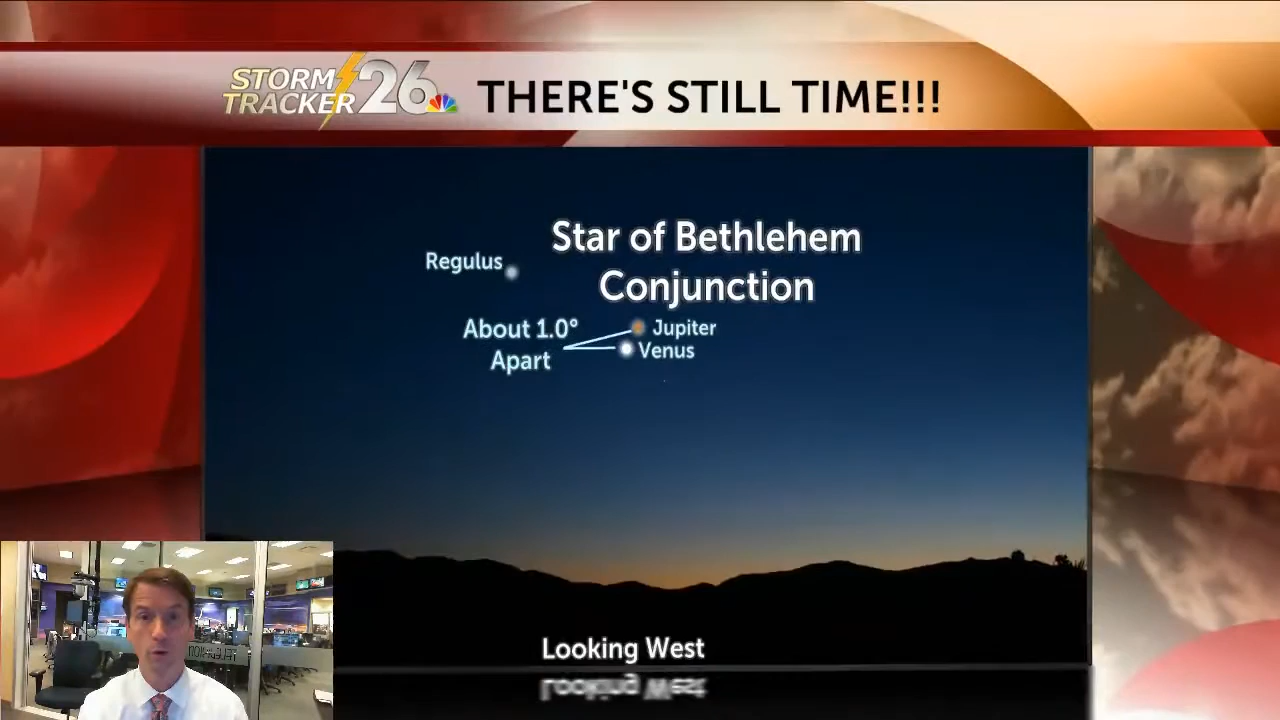 STORM
TRACKER 26
THERE'S STILL TIME!!!
Star of Bethlehem
Conjunction
Regulus
About 1.0°
Apart
Jupiter
Venus
Looking West